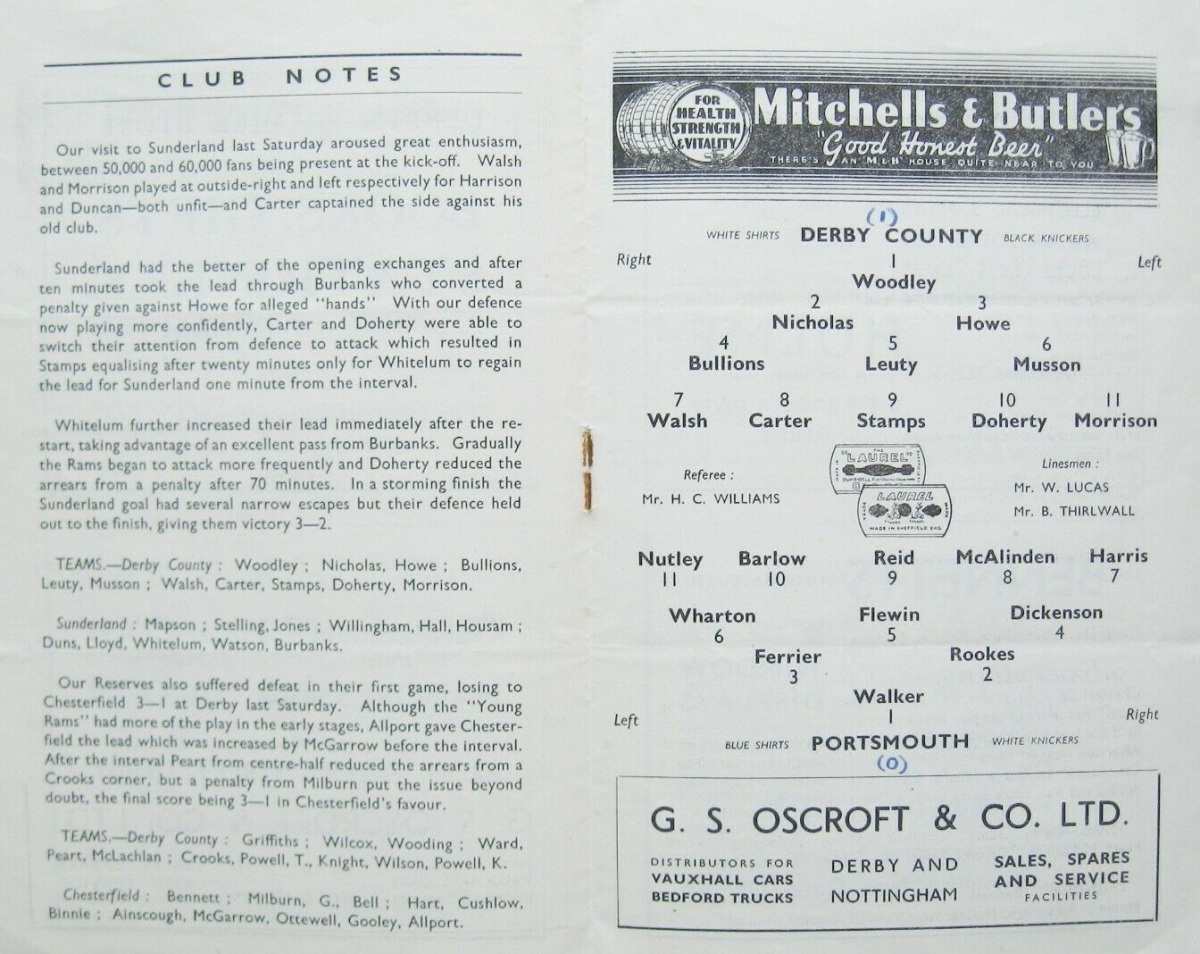 CLUB NOTES
Our visit to Sunderland last Saturday aroused great enthusiasm,
between 50,000 and 60,000 fans being present at the kick-off. Walsh
and Morrison played at outside-right and left respectively for Harrison
and Duncan—both unfit—and Carter captained the side against his
old club.
Sunderland had the better of the opening exchanges and after
ten minutes took the lead through Burbanks who converted a
penalty given against Howe for alleged "hands" With our defence
now playing more confidently, Carter and Doherty were able to
switch their attention from defence to attack which resulted in
Stamps equalising after twenty minutes only for Whitelum to regain
the lead for Sunderland one minute from the interval.
Whitelum further increased their lead immediately after the re-
start, taking advantage of an excellent pass from Burbanks. Gradually
the Rams began to attack more frequently and Doherty reduced the
arrears from a penalty after 70 minutes. In a storming finish the
Sunderland goal had several narrow escapes but their defence held
out to the finish, giving them victory 3—2.
TEAMS.—Derby County : Woodley ; Nicholas, Howe ; Bullions,
Leuty, Musson ; Walsh, Carter, Stamps, Doherty, Morrison.
Sunderland : Mapson ; Stelling, Jones ; Willingham, Hall, Housam ;
Duns, Lloyd, Whitelum, Watson, Burbanks.
Our Reserves also suffered defeat in their first game, losing to
Chesterfield 3—1 at Derby last Saturday. Although the "Young
Rams" had more of the play in the early stages, Allport gave Chester-
field the lead which was increased by McGarrow before the interval.
After the interval Peart from centre-half reduced the arrears from a
Crooks corner, but a penalty from Milburn put the issue beyond
doubt, the final score being 3—1 in Chesterfield's favour.
TEAMS.—Derby County : Griffiths ; Wilcox, Wooding ; Ward,
Peart, McLachlan ; Crooks, Powell, T., Knight, Wilson, Powell, K.
Chesterfield : Bennett ; Milburn, G., Bell ; Hart, Cushlow,
Binnie ; Ainscough, McGarrow, Ottewell, Gooley, Allport.
FOR
HEALTH
STRENGTH
& VITALITY
Mitchells & Butlers
"Good Honest Beer"
THERE'S AN M&B HOUSE QUITE NEAR TO YOU
(1)
WHITE SHIRTS DERBY COUNTY BLACK KNICKERS
Right 1 Left
Woodley
2 3
Nicholas Howe
4 5 6
Bullions Leuty Musson
7 8 9 10 11
Walsh Carter Stamps Doherty Morrison
Referee : Linesmen :
Mr. H. C. WILLIAMS Mr. W. LUCAS
Mr. B. THIRLWALL
THE
"LAUREL"
LAUREL
MADE IN SHEFFIELD ENG.
Nutley Barlow Reid McAlinden Harris
11 10 9 8 7
Wharton Flewin Dickenson
6 5 4
Ferrier Rookes
3 2
Walker
Left 1 Right
BLUE SHIRTS PORTSMOUTH WHITE KNICKERS
(0)
G. S. OSCROFT & CO. LTD.
DISTRIBUTORS FOR
VAUXHALL CARS
BEDFORD TRUCKS
DERBY AND
NOTTINGHAM
SALES, SPARES
AND SERVICE
FACILITIES